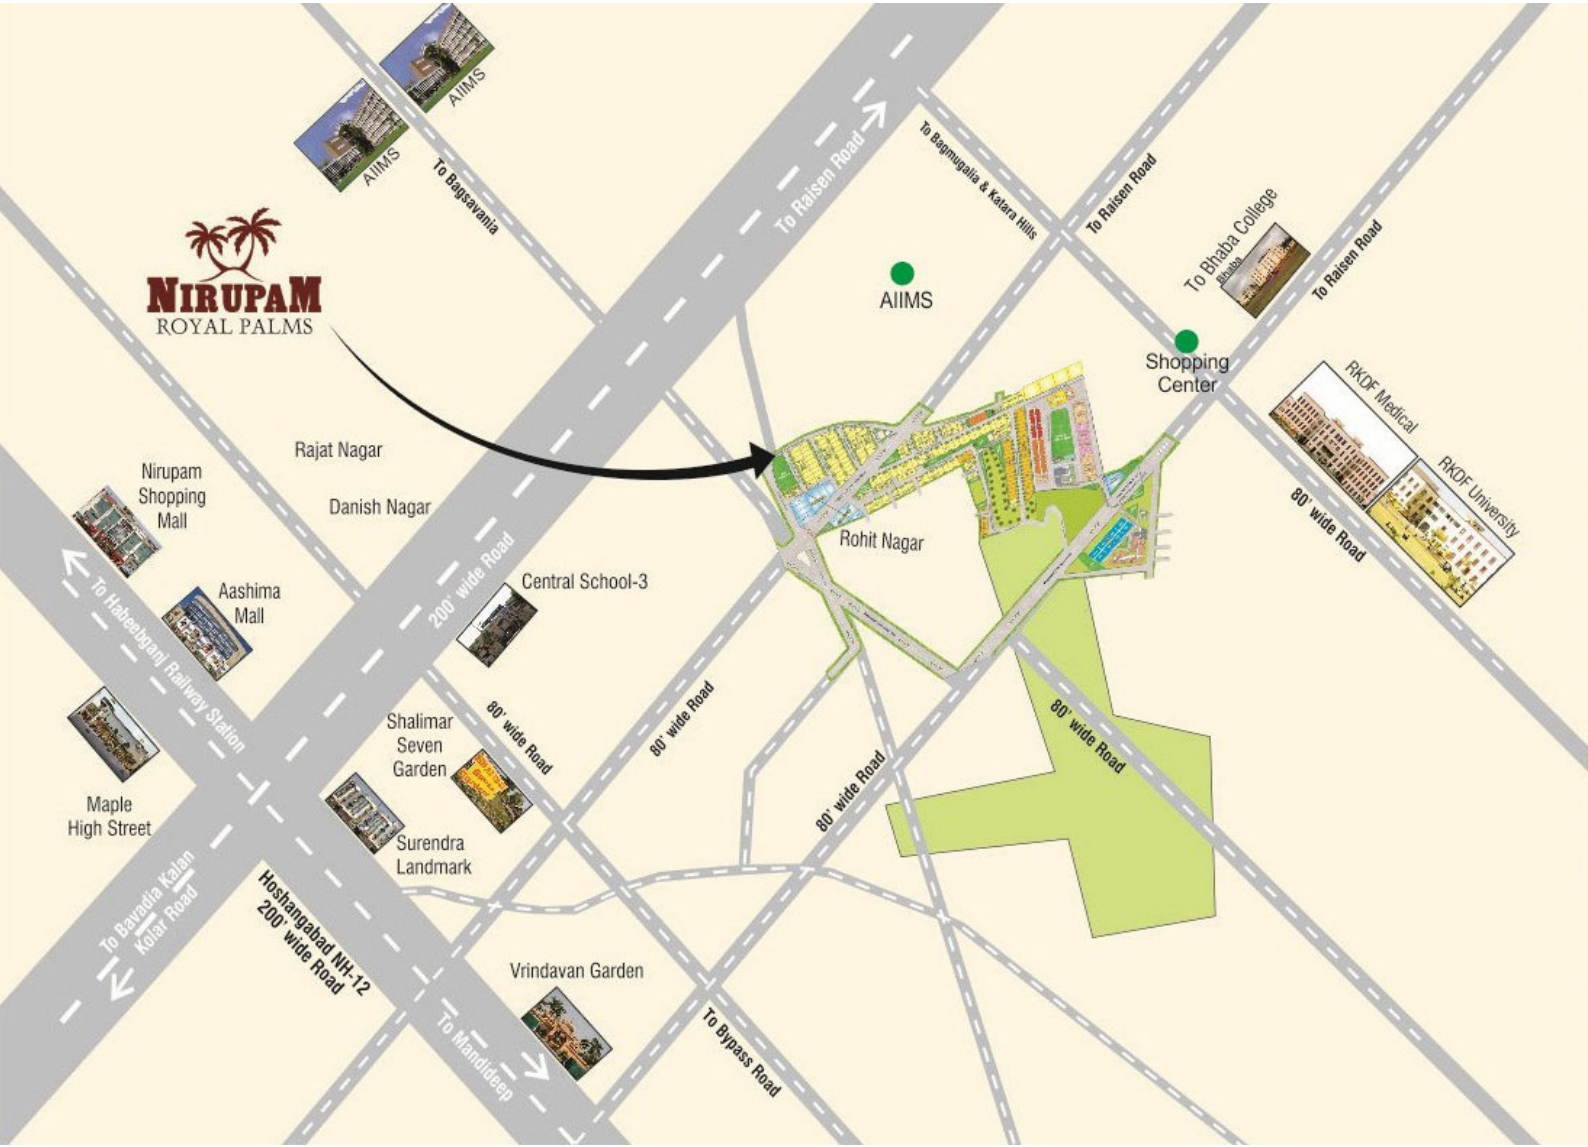 AIIMS
AIIMS
To Bagsavania
To Raisen Road
To Bagmugalia & Katara Hills
To Raisen Road
To Bhaba College
Bhaba
To Raisen Road
NIRUPAM
ROYAL PALMS
AIIMS
Shopping
Center
RKDF Medical
RKDF University
80' wide Road
Rajat Nagar
Danish Nagar
Nirupam
Shopping
Mall
Rohit Nagar
200' wide Road
Central School-3
Aashima
Mall
To Habeebganj Railway Station
Shalimar
Seven
Garden
80' wide Road
80' wide Road
80' wide Road
80' wide Road
Maple
High Street
Surendra
Landmark
To Bavadia Kalan
Kolar Road
Hoshangabad NH-12
200' wide Road
Vrindavan Garden
To Mandideep
To Bypass Road